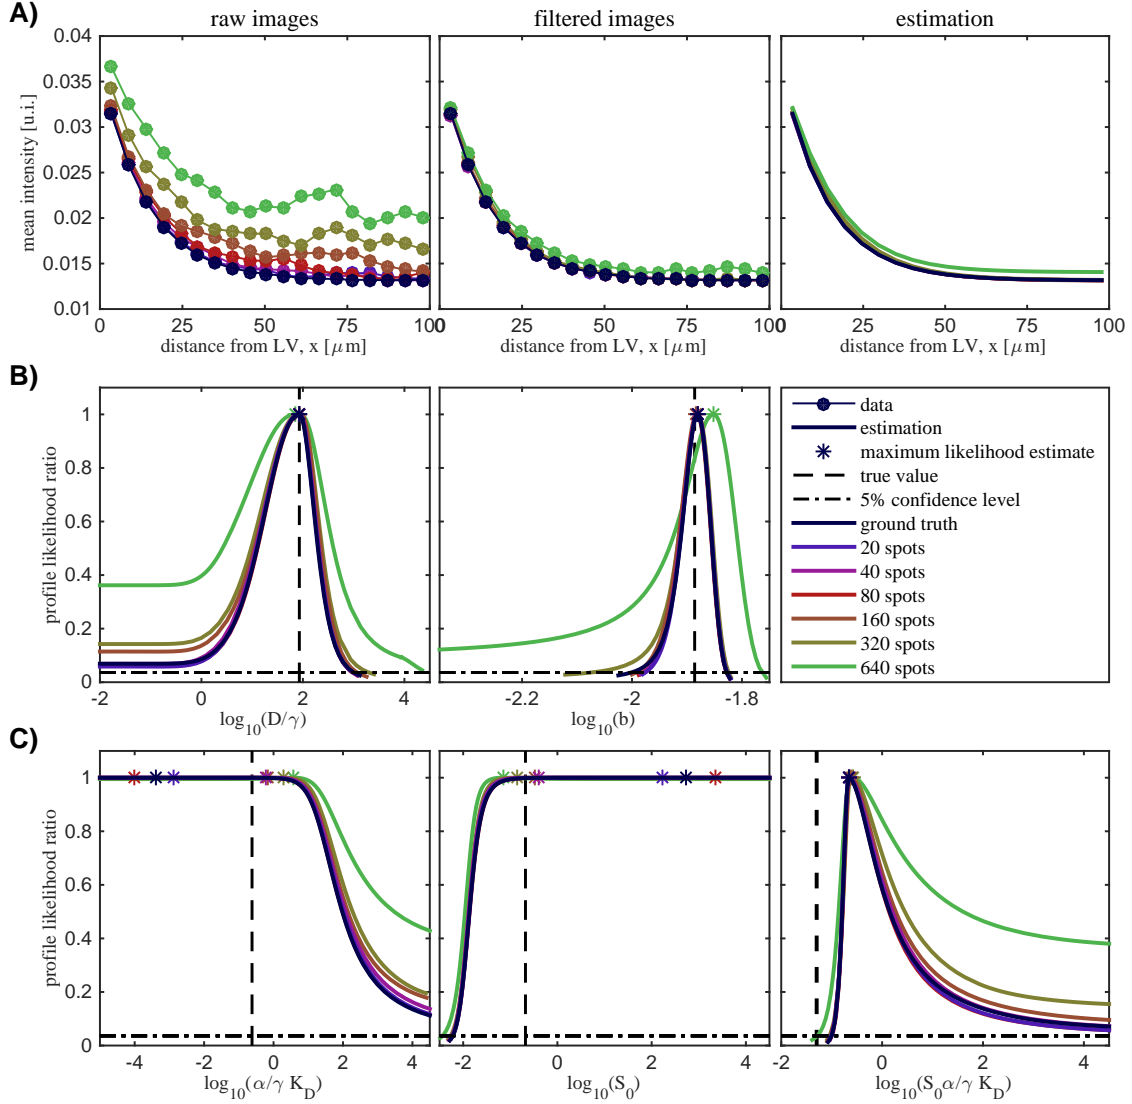 A) raw images filtered images estimation
0.04
0.035
0.03
0.025
0.02
0.015
0.01
mean intensity [u.i.]
0 25 50 75 100 0 25 50 75 100 0 25 50 75 100
distance from LV, x [μm] distance from LV, x [μm] distance from LV, x [μm]
B)
1
0.8
0.6
0.4
0.2
0
profile likelihood ratio
-2 0 2 4 -2.2 -2 -1.8
log10(D/γ) log10(b)
data
estimation
maximum likelihood estimate
true value
5% confidence level
ground truth
20 spots
40 spots
80 spots
160 spots
320 spots
640 spots
C)
1
0.8
0.6
0.4
0.2
0
profile likelihood ratio
-4 -2 0 2 4 -2 0 2 4 -2 0 2 4
log10(α/γ KD) log10(S0) log10(S0α/γ KD)